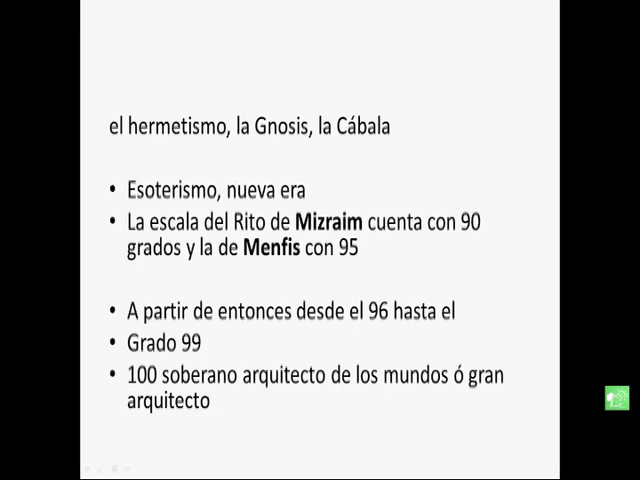 el hermetismo, la Gnosis, la Cábala
• Esoterismo, nueva era
• La escala del Rito de Mizraim cuenta con 90
grados y la de Menfis con 95
• A partir de entonces desde el 96 hasta el
• Grado 99
• 100 soberano arquitecto de los mundos ó gran
arquitecto